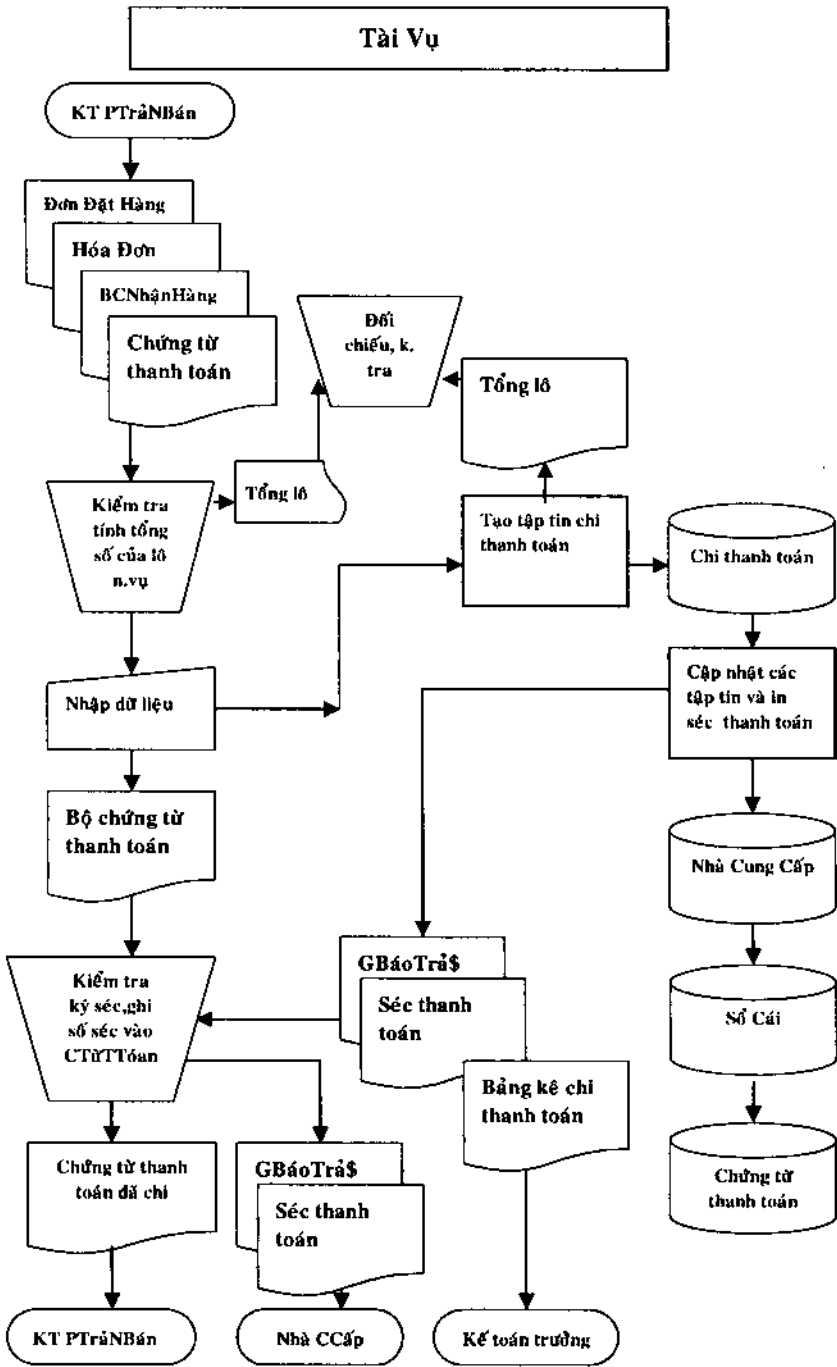 Tài Vụ
KT PTrảNBán
Đơn Đặt Hàng
Hóa Đơn
BCNhậnHàng
Chứng từ
thanh toán
Đối
chiếu, k.
tra
Tổng lô
Kiểm tra
tính tổng
số của lô
n.vụ
Tổng lô
Tạo tập tin chi
thanh toán
Chi thanh toán
Nhập dữ liệu
Cập nhật các
tập tin và in
séc thanh toán
Bộ chứng từ
thanh toán
Nhà Cung Cấp
Kiểm tra
ký séc,ghi
số séc vào
CTừTTóan
GBáoTrả$
Séc thanh
toán
Bảng kê chi
thanh toán
Sổ Cái
Chứng từ thanh
toán đã chi
GBáoTrả$
Séc thanh
toán
Chứng từ
thanh toán
KT PTrảNBán
Nhà CCấp
Kế toán trưởng